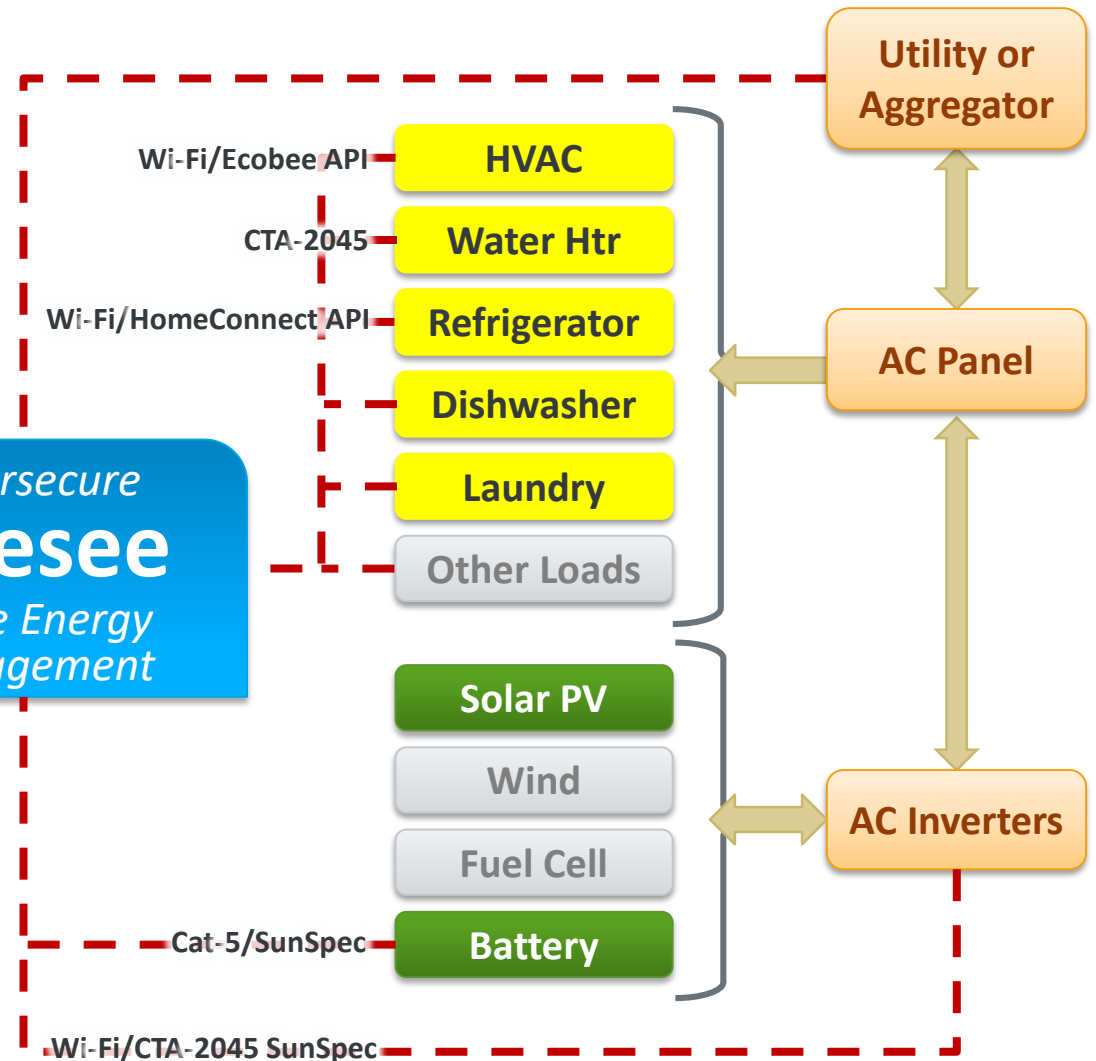 Utility or
Aggregator
Wi-Fi/Ecobee API
HVAC
CTA-2045
Water Htr
Wi-Fi/HomeConnect API
Refrigerator
AC Panel
Dishwasher
Laundry
rsecure
esee
e Energy
agement
Other Loads
Solar PV
Wind
AC Inverters
Fuel Cell
Cat-5/SunSpec
Battery
Wi-Fi/CTA-2045 SunSpec